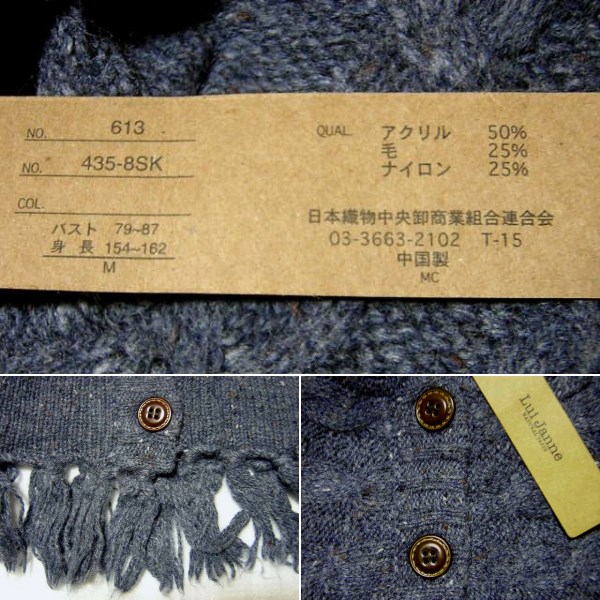 NO. 613
NO. 435-8SK
COL.
バスト 79~87
身長 154~162
M
QUAL. アクリル 50%
毛 25%
ナイロン 25%
日本織物中央卸商業組合連合会
03-3663-2102 T-15
中国製
MC
Lui Janne